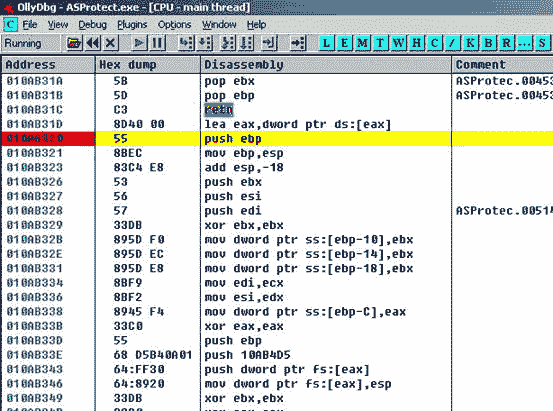 OllyDbg - ASProtect.exe - [CPU - main thread]
C File View Debug Plugins Options Window Help
Running L E M T W H C / K B R ... S
Address Hex dump Disassembly Comment
010AB31A 5B pop ebx ASProtec.00453
010AB31B 5D pop ebp ASProtec.00453
010AB31C C3 retn
010AB31D 8D40 00 lea eax,dword ptr ds:[eax]
010AB320 55 push ebp
010AB321 8BEC mov ebp,esp
010AB323 83C4 E8 add esp,-18
010AB326 53 push ebx
010AB327 56 push esi
010AB328 57 push edi ASProtec.00514
010AB329 33DB xor ebx,ebx
010AB32B 895D F0 mov dword ptr ss:[ebp-10],ebx
010AB32E 895D EC mov dword ptr ss:[ebp-14],ebx
010AB331 895D E8 mov dword ptr ss:[ebp-18],ebx
010AB334 8BF9 mov edi,ecx
010AB336 8BF2 mov esi,edx
010AB338 8945 F4 mov dword ptr ss:[ebp-C],eax
010AB33B 33C0 xor eax,eax
010AB33D 55 push ebp
010AB33E 68 D5B40A01 push 10AB4D5
010AB343 64:FF30 push dword ptr fs:[eax]
010AB346 64:8920 mov dword ptr fs:[eax],esp
010AB349 33DB xor ebx,ebx